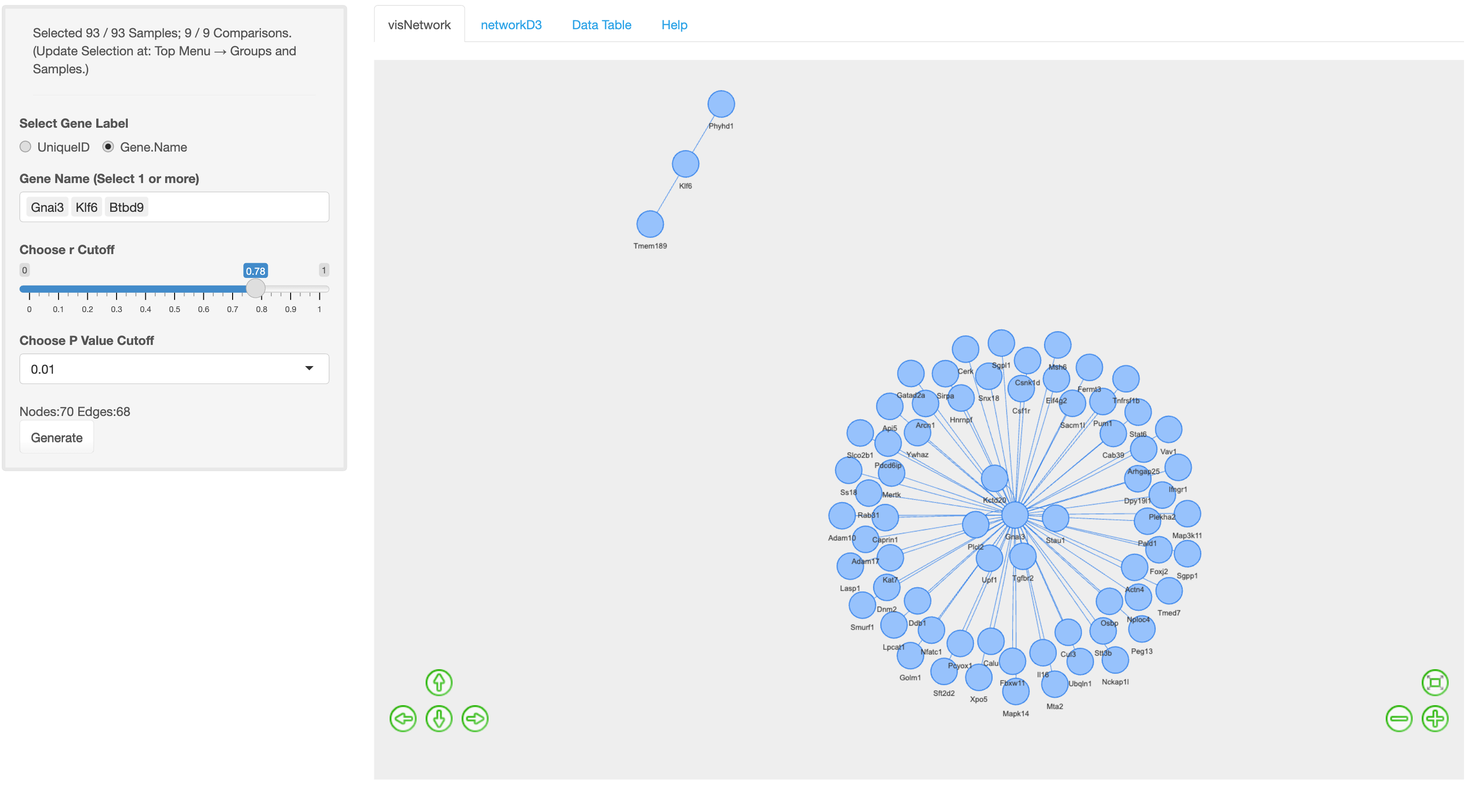 Selected 93 / 93 Samples; 9 / 9 Comparisons.
(Update Selection at: Top Menu → Groups and
Samples.)
Select Gene Label
UniqueID Gene.Name
Gene Name (Select 1 or more)
Gnai3 Klf6 Btbd9
Choose r Cutoff
0 0.78 1
0 0.1 0.2 0.3 0.4 0.5 0.6 0.7 0.8 0.9 1
Choose P Value Cutoff
0.01
Nodes:70 Edges:68
Generate
visNetwork networkD3 Data Table Help
Phyhd1
Klf6
Tmem189
Sgpl1
Msh6
Cerk
Csnk1d
Fermt3
Gatad2a
Sirpa
Snx18
Eif4g2
Tnfrsf1b
Csf1r
Hnrnpf
Arcn1
Sacm1l
Pum1
Api5
Stat6
Vav1
Slco2b1
Ywhaz
Cab39
Pdcd6ip
Arhgap25
Ss18
Mertk
Ifngr1
Kctd20
Dpy19l1
Rab31
Plekha2
Adam10
Caprin1
Gnai3
Stau1
Map3k11
Pld2
Pald1
Adam17
Foxj2
Sgpp1
Lasp1
Kat7
Upf1
Tgfbr2
Actn4
Dnm2
Tmed7
Smurf1
Ddb1
Osbp
Nploc4
Lpcat1
Nfatc1
Cul3
Stt3b
Peg13
Golm1
Pcyox1
Calu
Il16
Fbxw11
Ubqln1
Nckap1l
Sft2d2
Xpo5
Mapk14
Mta2